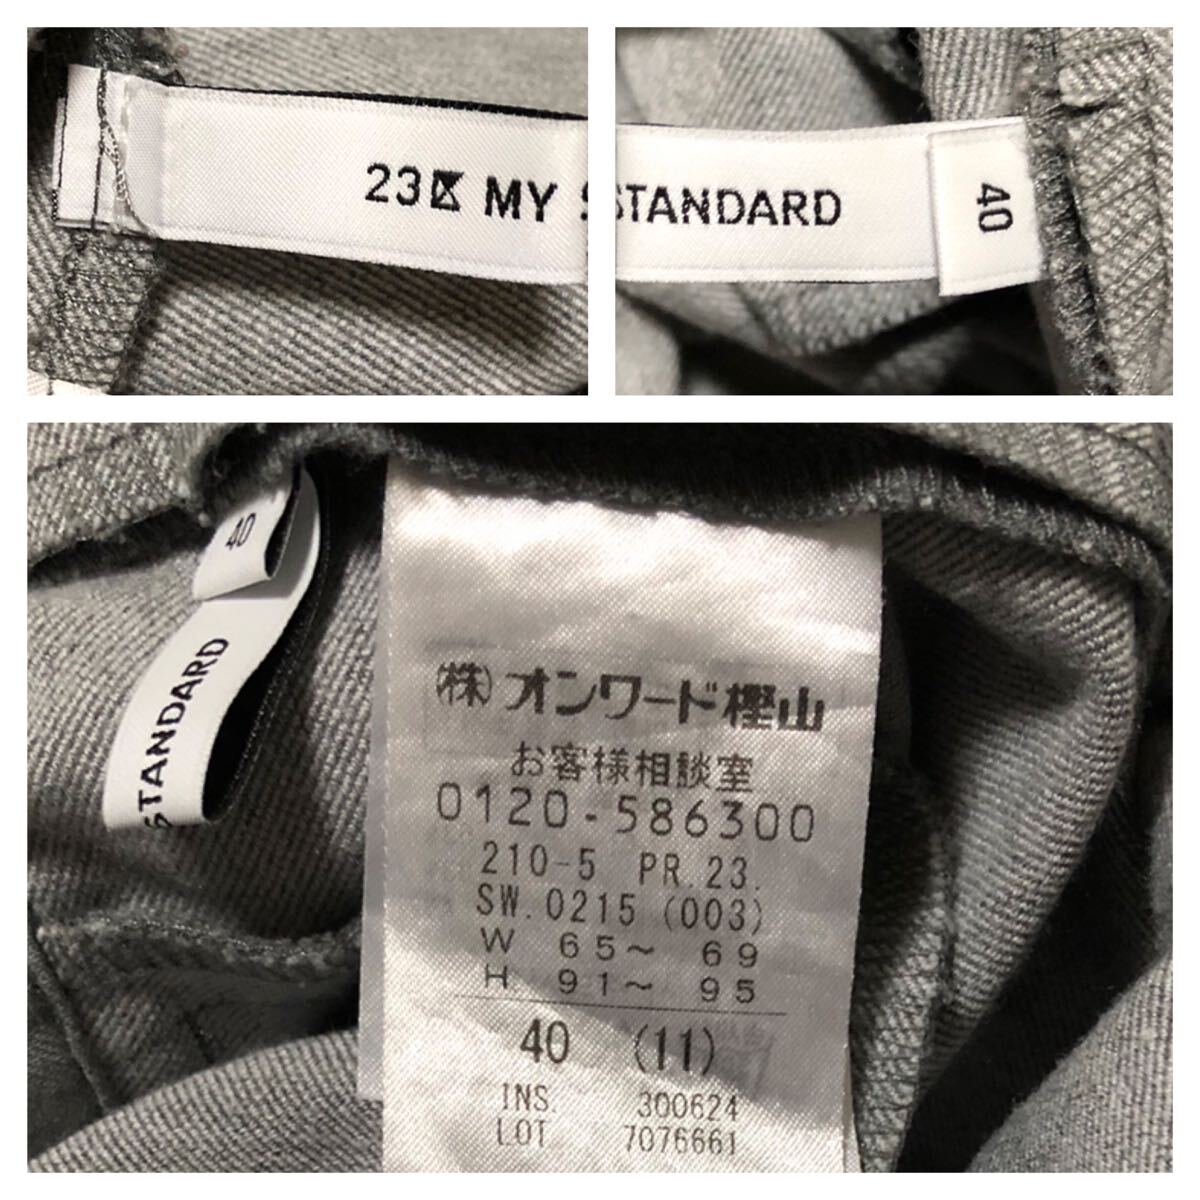 23区 MY S
STANDARD
40
40
STANDARD
(株)オンワード樫山
お客様相談室
0120-586300
210-5 PR.23.
SW.0215 (003)
W 65～ 69
H 91～ 95
40 (11)
INS. 300624
LOT 7076661